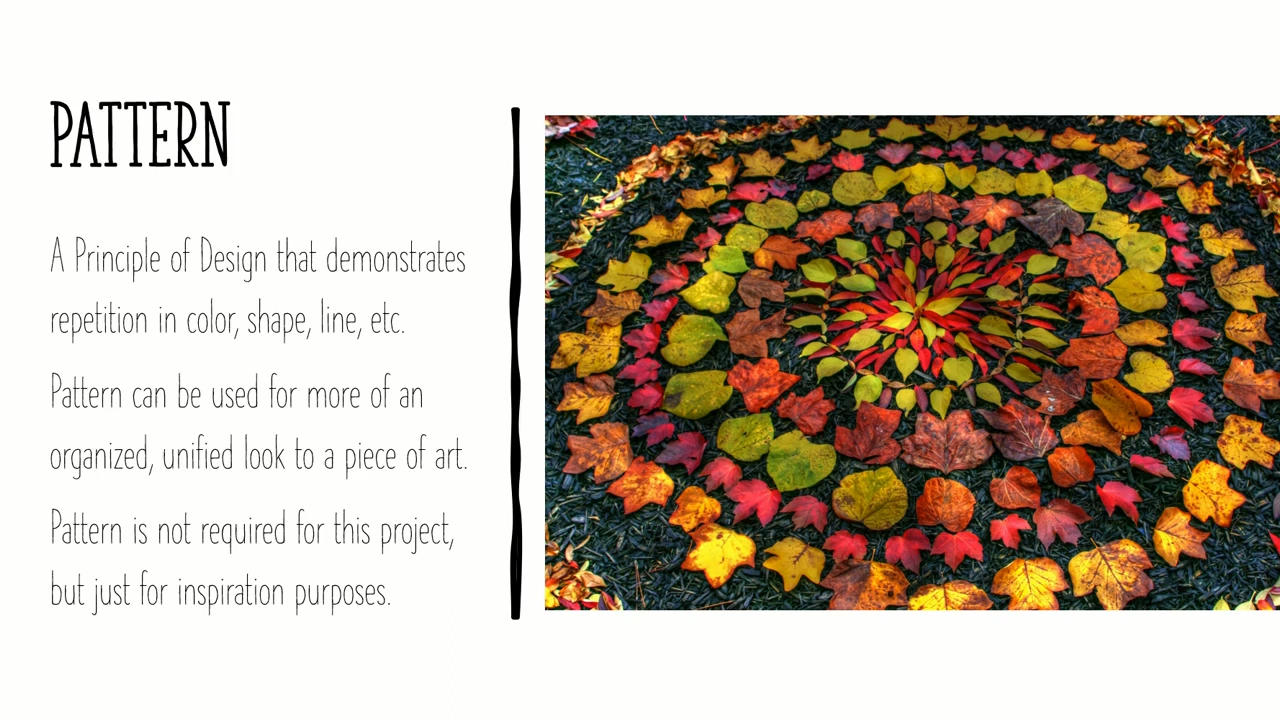 PATTERN
A Principle of Design that demonstrates
repetition in color, shape, line, etc.
Pattern can be used for more of an
organized, unified look to a piece of art.
Pattern is not required for this project,
but just for inspiration purposes.